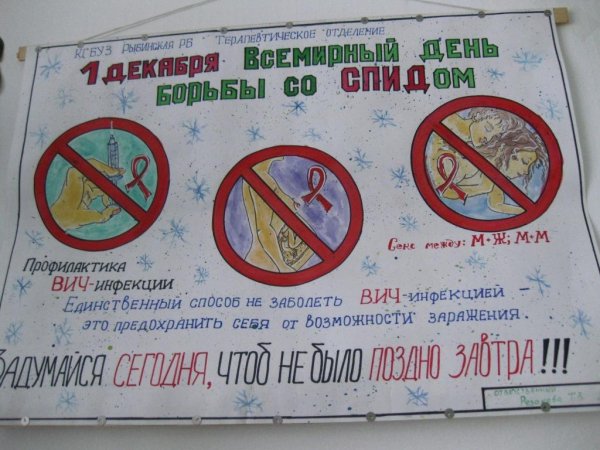 КГБУЗ Рыбинская РБ Терапевтическое отделение
1 декабря Всемирный день
борьбы со СПИДом
Секс между: М+Ж; М+М
Профилактика
ВИЧ-инфекции
Единственный способ не заболеть ВИЧ-инфекцией –
это предохранить себя от возможности заражения.
ЗАДУМАЙСЯ СЕГОДНЯ, ЧТОБ НЕ БЫЛО ПОЗДНО ЗАВТРА!!!
ответственный